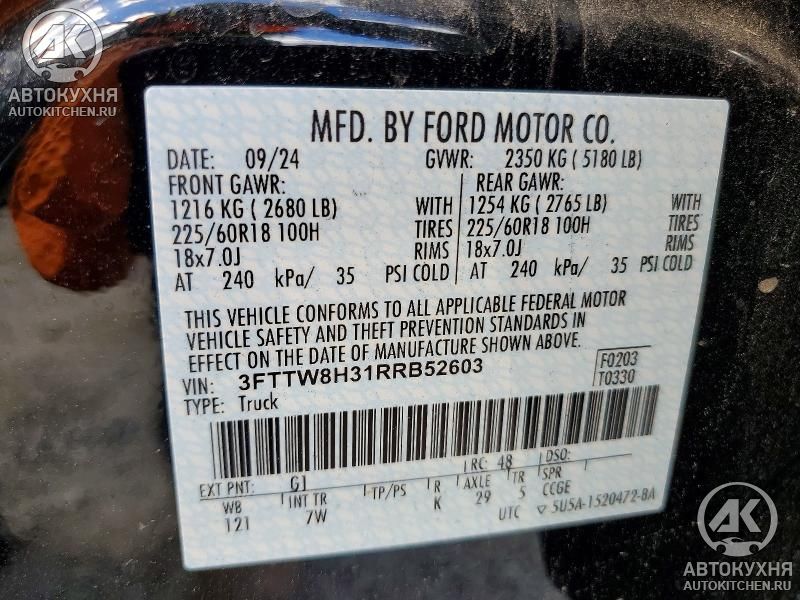 АК
АВТОКУХНЯ
AUTOKITCHEN.RU
MFD. BY FORD MOTOR CO.
DATE: 09/24 GVWR: 2350 KG ( 5180 LB)
FRONT GAWR: REAR GAWR:
1216 KG ( 2680 LB) WITH 1254 KG ( 2765 LB) WITH
225/60R18 100H TIRES 225/60R18 100H TIRES
18x7.0J RIMS 18x7.0J RIMS
AT 240 kPa/ 35 PSI COLD AT 240 kPa/ 35 PSI COLD
THIS VEHICLE CONFORMS TO ALL APPLICABLE FEDERAL MOTOR
VEHICLE SAFETY AND THEFT PREVENTION STANDARDS IN
EFFECT ON THE DATE OF MANUFACTURE SHOWN ABOVE.
VIN: 3FTTW8H31RRB52603 F0203
TYPE: Truck T0330
EXT PNT: G1 RC: 48 DSO:
WB INT TR TP/PS R AXLE TR SPR
121 7W K 29 5 CCGE
UTC ▽ 5U5A-1520472-BA
АК
АВТОКУХНЯ
AUTOKITCHEN.RU